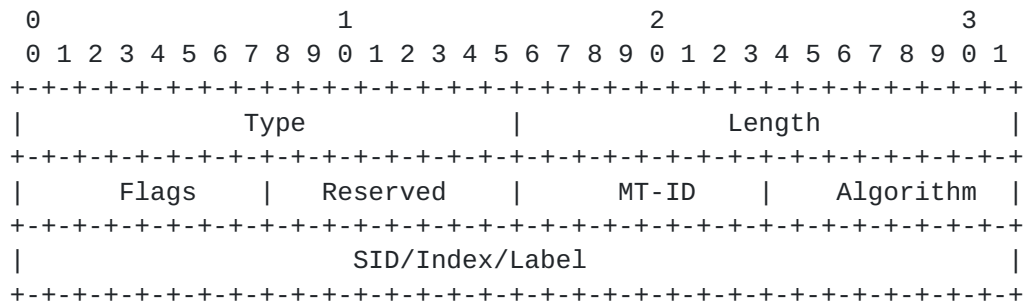 0                   1                   2                   3
 0 1 2 3 4 5 6 7 8 9 0 1 2 3 4 5 6 7 8 9 0 1 2 3 4 5 6 7 8 9 0 1
+-+-+-+-+-+-+-+-+-+-+-+-+-+-+-+-+-+-+-+-+-+-+-+-+-+-+-+-+-+-+-+-+
|              Type             |             Length            |
+-+-+-+-+-+-+-+-+-+-+-+-+-+-+-+-+-+-+-+-+-+-+-+-+-+-+-+-+-+-+-+-+
|      Flags    |   Reserved    |      MT-ID    |    Algorithm  |
+-+-+-+-+-+-+-+-+-+-+-+-+-+-+-+-+-+-+-+-+-+-+-+-+-+-+-+-+-+-+-+-+
|                     SID/Index/Label                           |
+-+-+-+-+-+-+-+-+-+-+-+-+-+-+-+-+-+-+-+-+-+-+-+-+-+-+-+-+-+-+-+-+